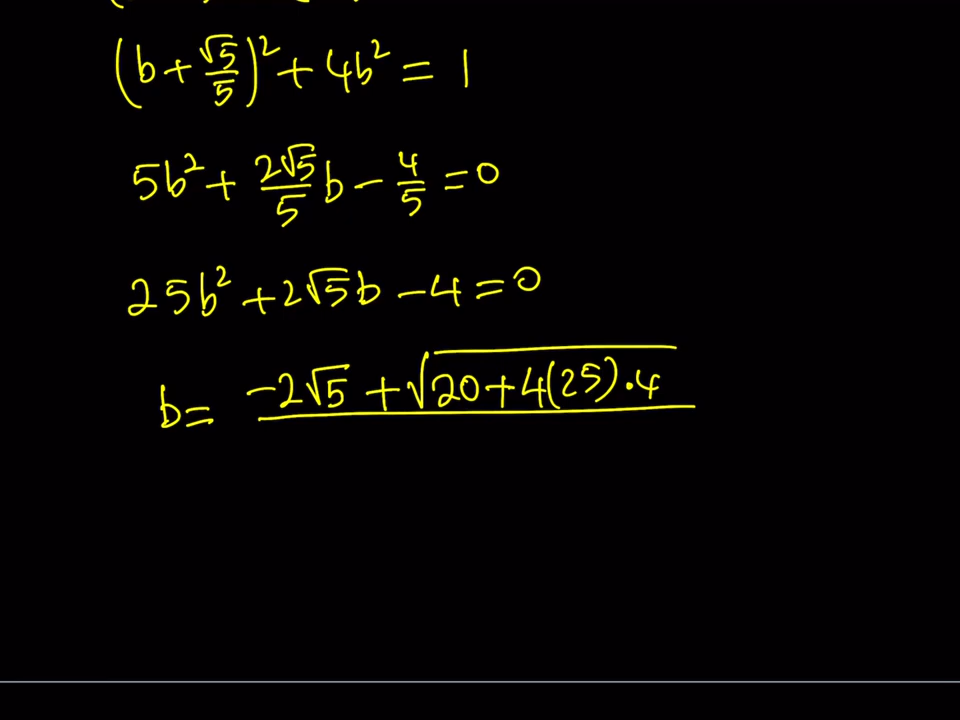 (b + √5/5)² + 4b² = 1
5b² + 2√5/5 b − 4/5 = 0
25b² + 2√5b − 4 = 0
b = −2√5 + √20 + 4(25)·4